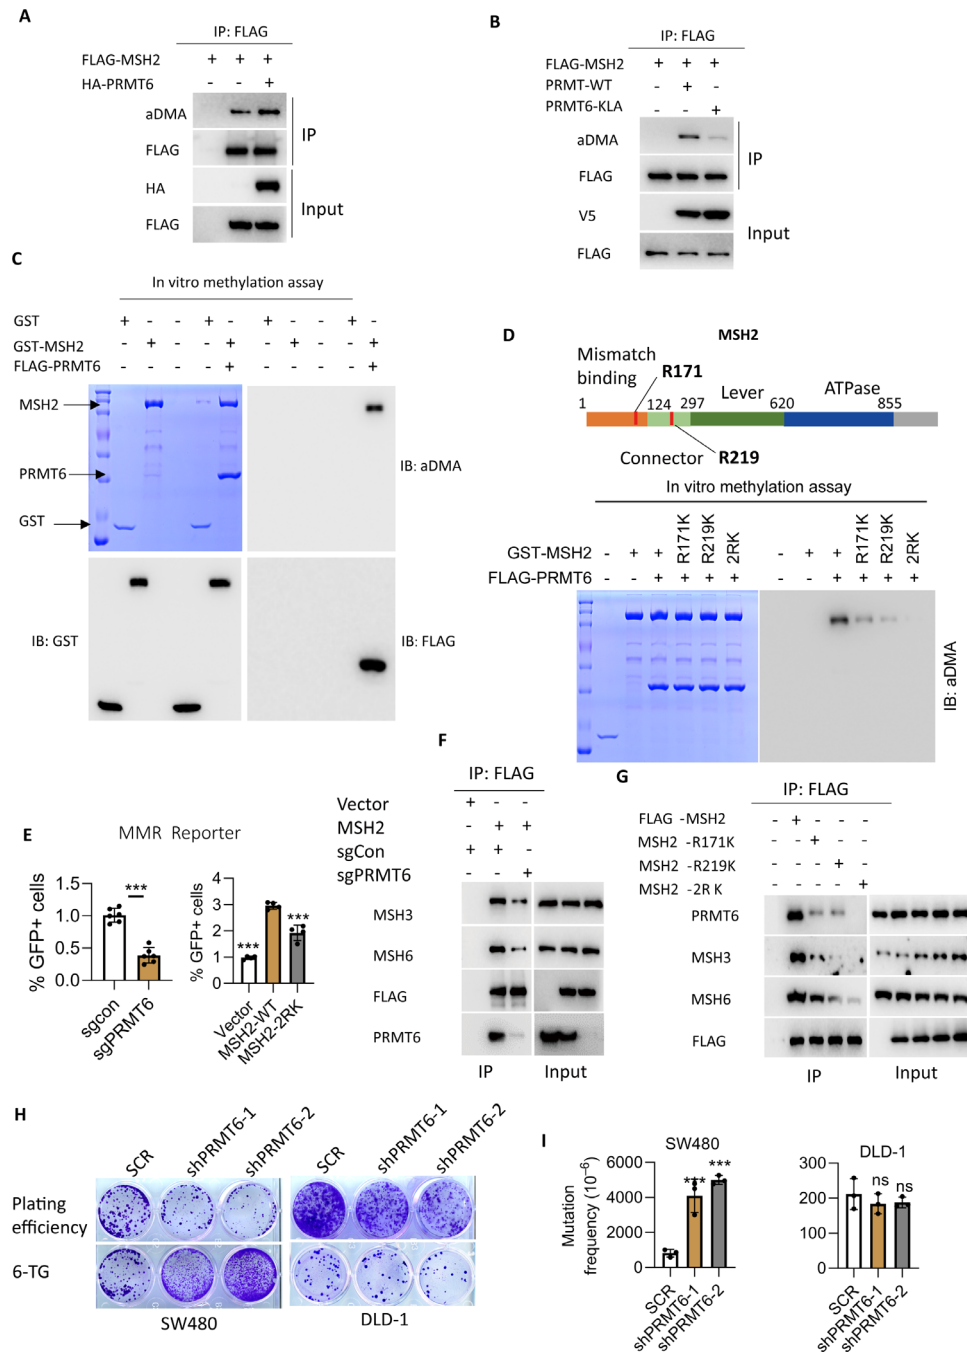 A
IP: FLAG
FLAG-MSH2 + + +
HA-PRMT6 - - +
aDMA
FLAG
HA
FLAG
IP
Input
B
IP: FLAG
FLAG-MSH2 + + +
PRMT-WT - + -
PRMT6-KLA - - +
aDMA
FLAG
V5
FLAG
IP
Input
C
In vitro methylation assay
GST + - - + - + - - + -
GST-MSH2 - + - - + - + - - +
FLAG-PRMT6 - - - - + - - - - +
MSH2
PRMT6
GST
IB: aDMA
IB: GST
IB: FLAG
D
MSH2
Mismatch
binding
R171
Lever
ATPase
1 124 297 620 855
Connector
R219
In vitro methylation assay
GST-MSH2 - + + R171K R219K 2RK - + + R171K R219K 2RK
FLAG-PRMT6 - - + + + + - - + + + +
IB: aDMA
E
MMR Reporter
% GFP+ cells
1.5
1.0
0.5
0.0
***
sgcon
sgPRMT6
% GFP+ cells
4
3
2
1
0
***
***
Vector
MSH2-WT
MSH2-2RK
F
IP: FLAG
Vector + - -
MSH2 - + +
sgCon + + -
sgPRMT6 - - +
MSH3
MSH6
FLAG
PRMT6
IP
Input
G
IP: FLAG
FLAG -MSH2 - + - - -
MSH2 -R171K - - + - -
MSH2 -R219K - - - + -
MSH2 -2R K - - - - +
PRMT6
MSH3
MSH6
FLAG
IP
Input
H
SCR
shPRMT6-1
shPRMT6-2
SCR
shPRMT6-1
shPRMT6-2
Plating
efficiency
6-TG
SW480
DLD-1
I
SW480
Mutation
frequency (10⁻⁶)
6000
4000
2000
0
***
***
SCR
shPRMT6-1
shPRMT6-2
DLD-1
300
200
100
0
ns
ns
SCR
shPRMT6-1
shPRMT6-2